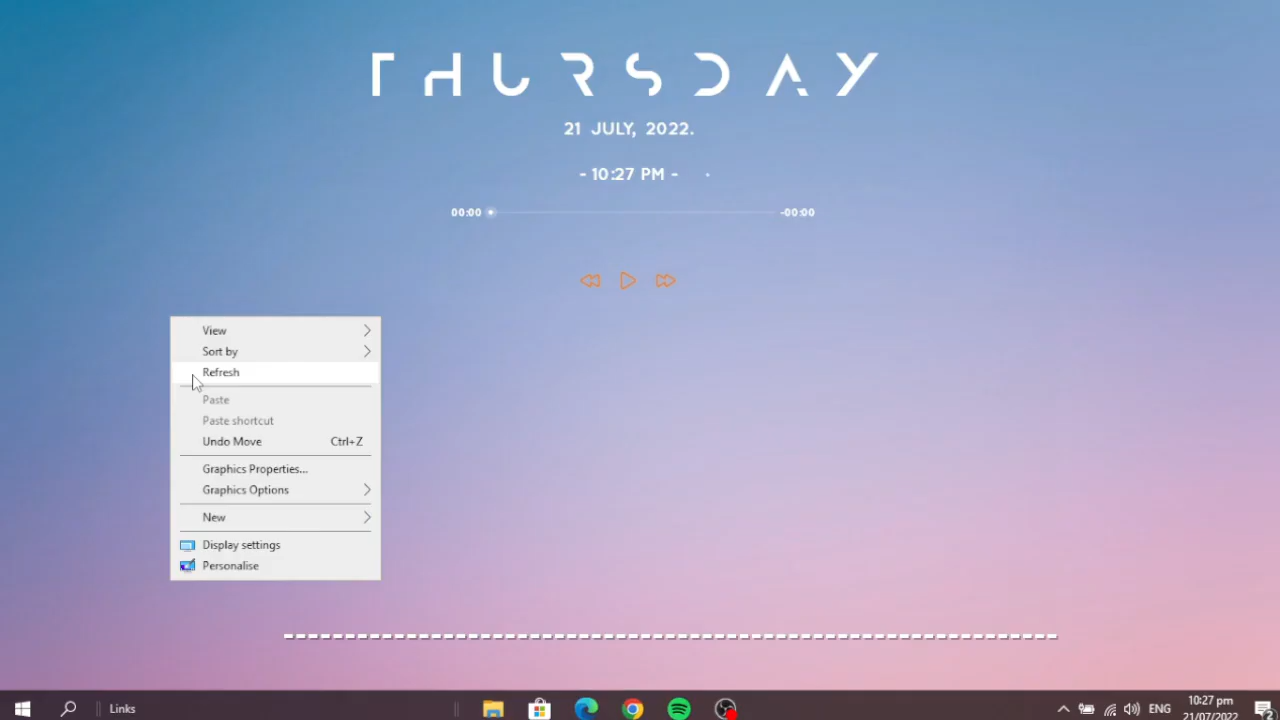 THURSDAY
21 JULY, 2022.
- 10:27 PM -
00:00 -00:00
View
Sort by
Refresh
Paste
Paste shortcut
Undo Move Ctrl+Z
Graphics Properties...
Graphics Options
New
Display settings
Personalise
Links ENG 10:27 pm
21/07/2022